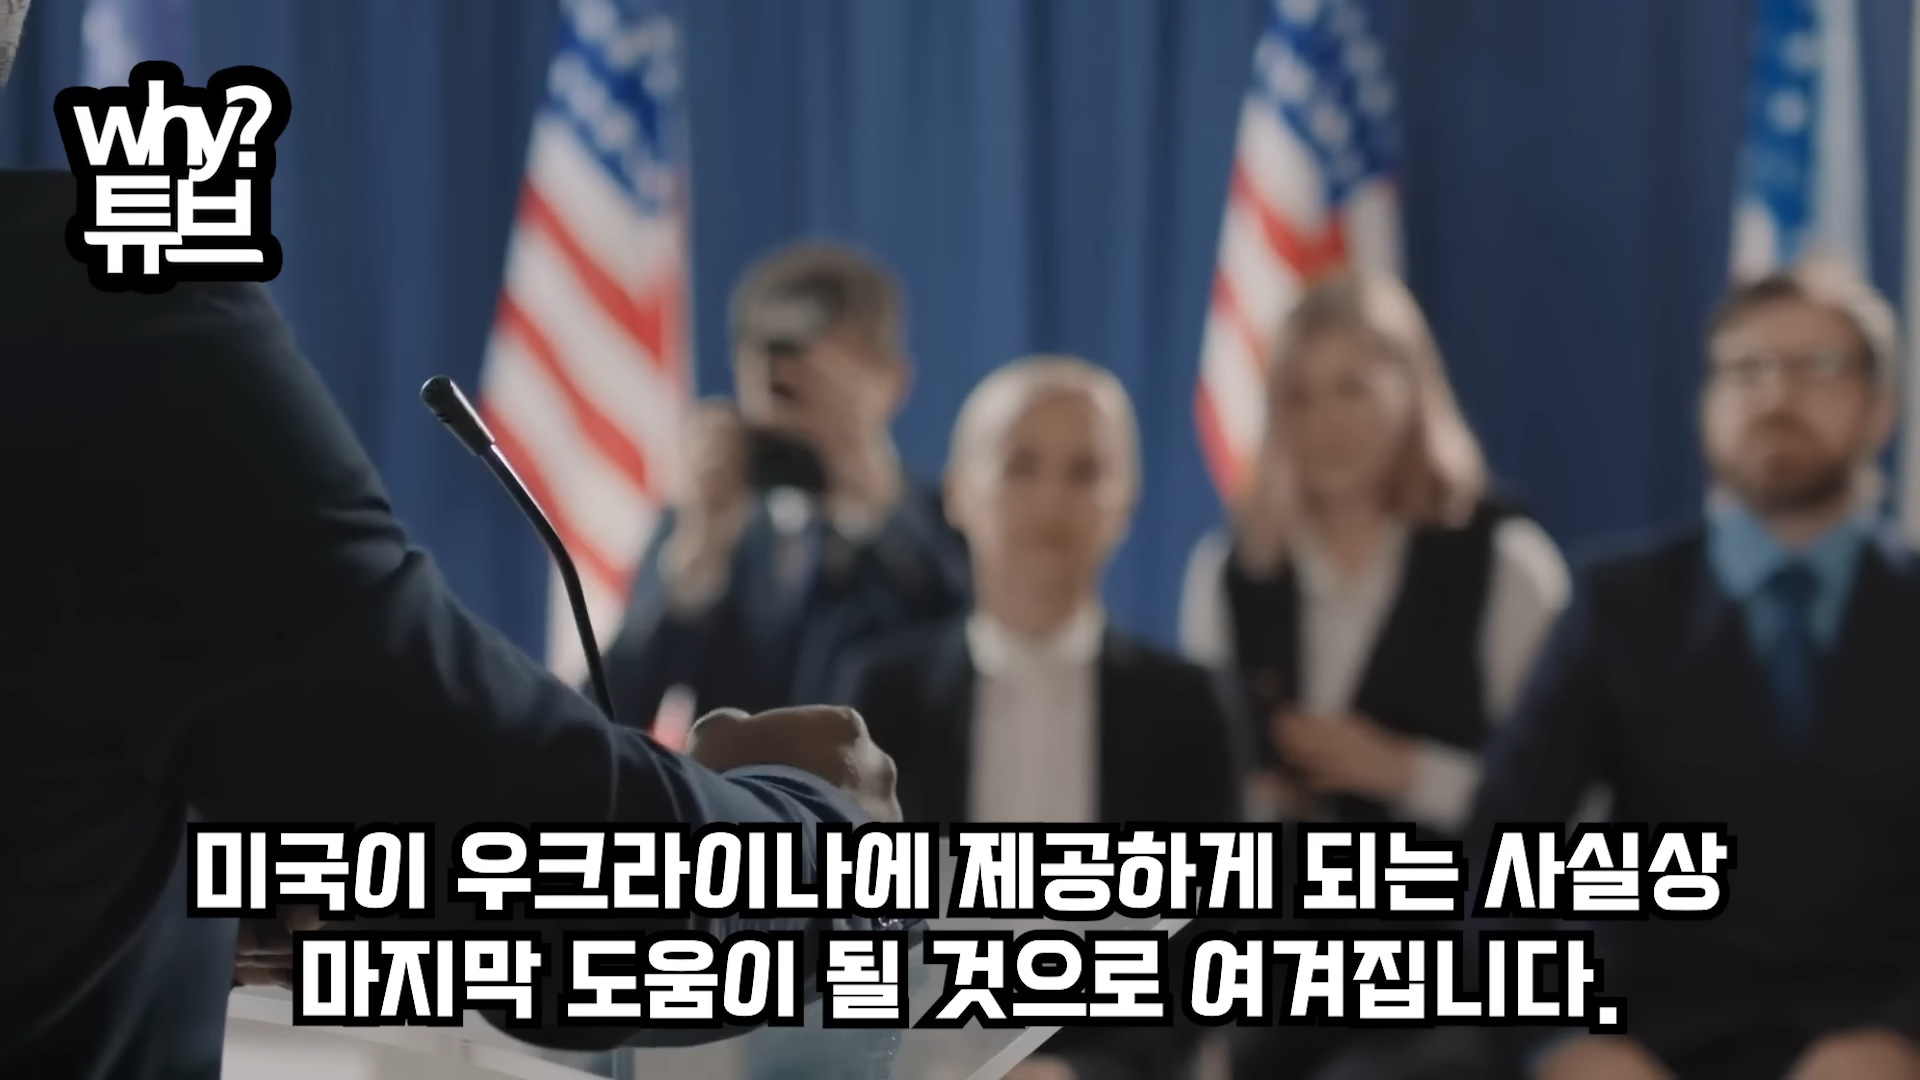 why?
튜브
미국이 우크라이나에 제공하게 되는 사실상
마지막 도움이 될 것으로 여겨집니다.